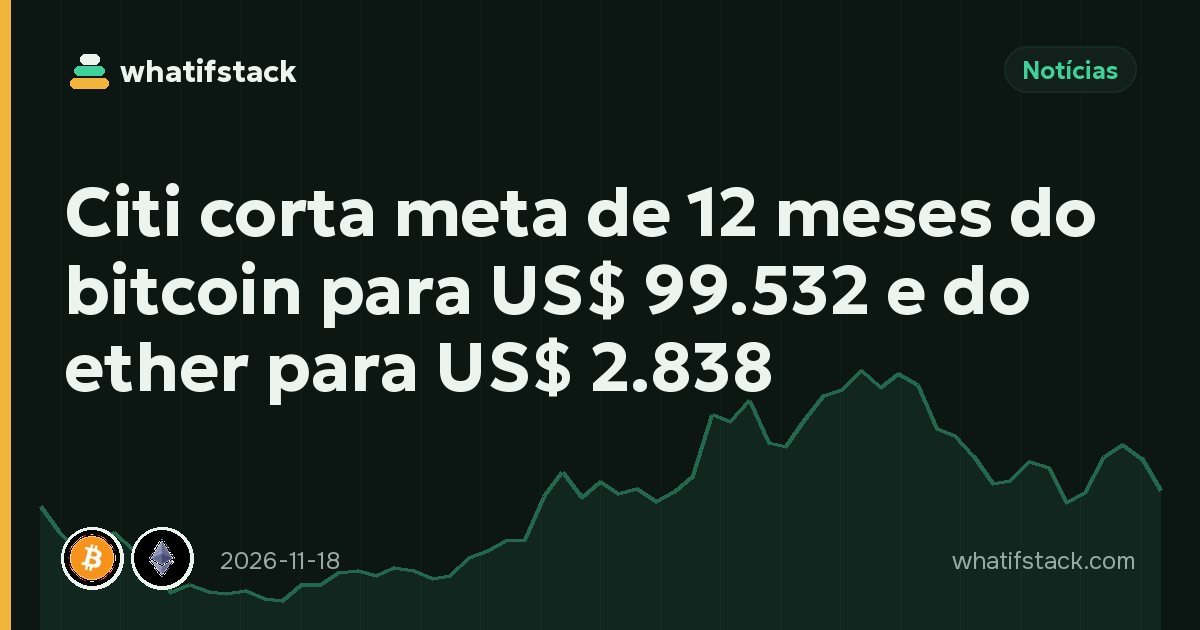 whatifstack
Notícias
Citi corta meta de 12 meses do
bitcoin para US$ 99.532 e do
ether para US$ 2.838
2026-11-18
whatifstack.com